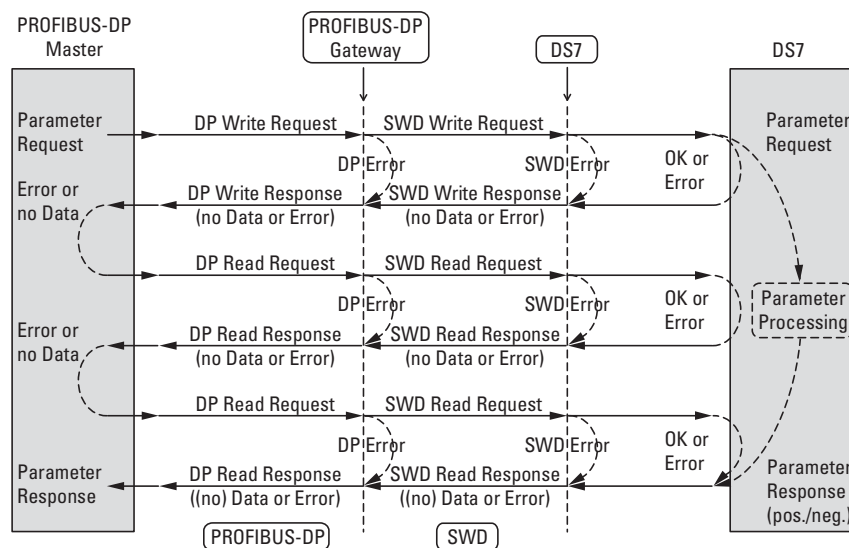 PROFIBUS-DP
Master
PROFIBUS-DP
Gateway
DS7
DS7
Parameter
Request
DP Write Request
SWD Write Request
Parameter
Request
DP Error
SWD Error
OK or
Error
Error or
no Data
DP Write Response
(no Data or Error)
SWD Write Response
(no Data or Error)
DP Read Request
SWD Read Request
DP Error
SWD Error
OK or
Error
Parameter
Processing
Error or
no Data
DP Read Response
(no Data or Error)
SWD Read Response
(no Data or Error)
DP Read Request
SWD Read Request
DP Error
SWD Error
OK or
Error
Parameter
Response
DP Read Response
((no) Data or Error)
SWD Read Response
((no) Data or Error)
Parameter
Response
(pos./neg.)
PROFIBUS-DP
SWD